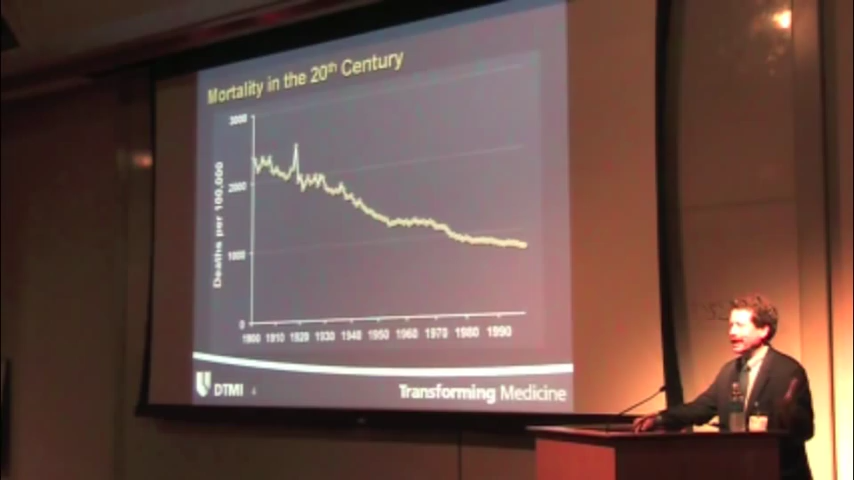 Mortality in the 20th Century
3000
2000
1000
0
Deaths per 100,000
1900 1910 1920 1930 1940 1950 1960 1970 1980 1990
DTMI 4
Transforming Medicine